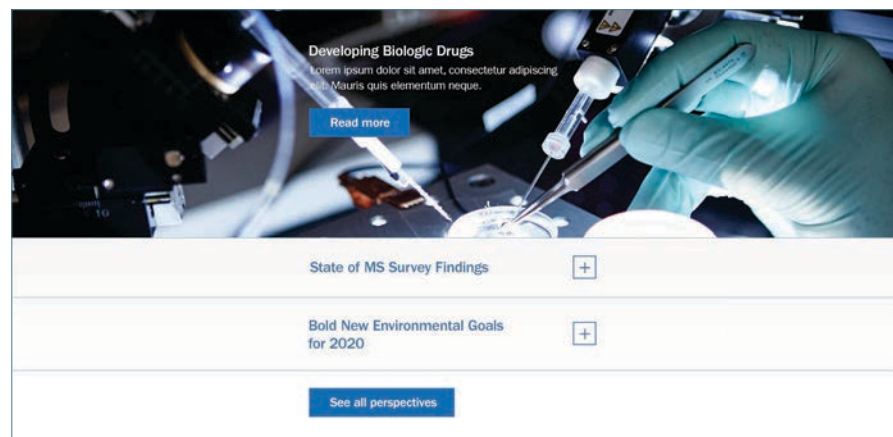 Developing Biologic Drugs
Lorem ipsum dolor sit amet, consectetur adipiscing
elit. Mauris quis elementum neque.
Read more
10
State of MS Survey Findings
+
Bold New Environmental Goals
for 2020
+
See all perspectives